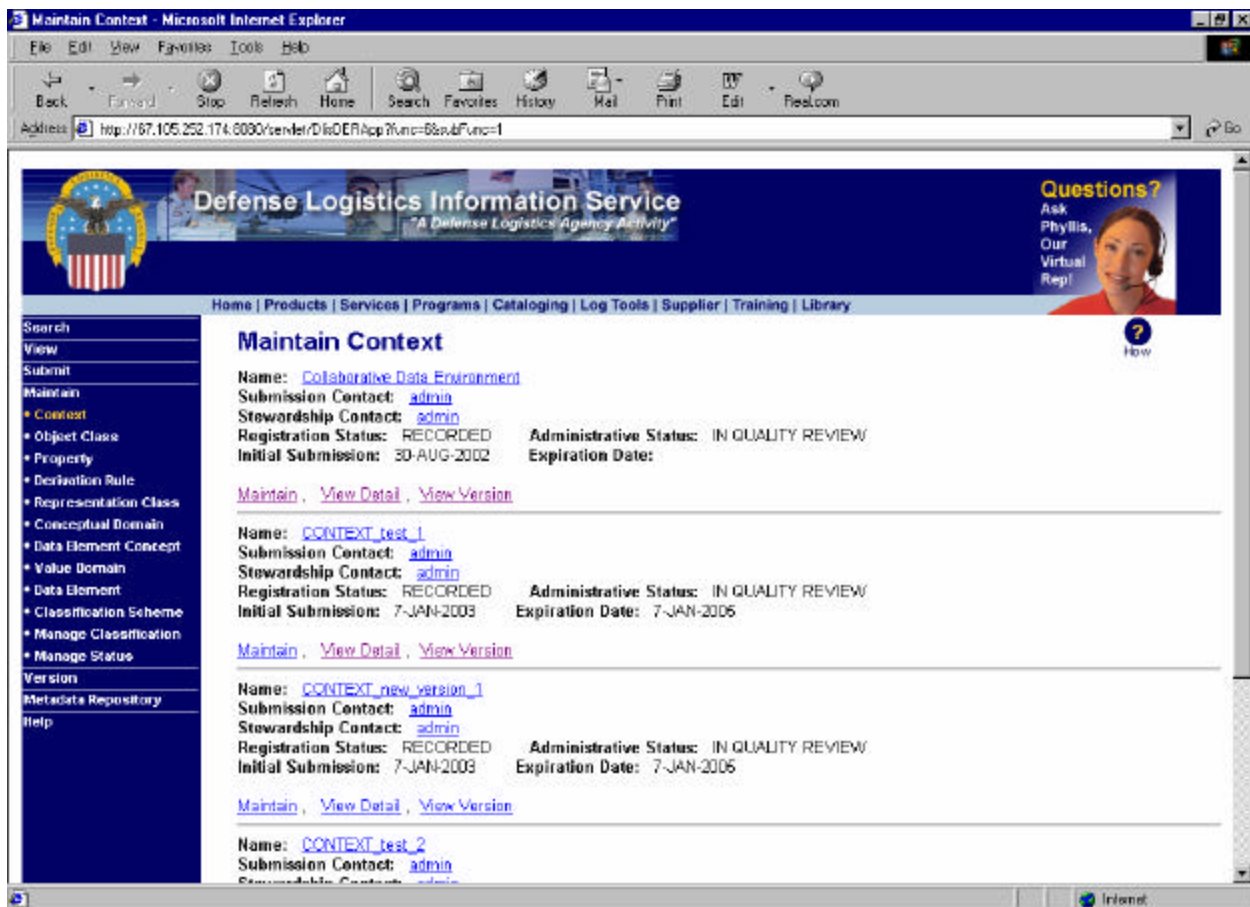 Maintain Context - Microsoft Internet Explorer
File Edit View Favorites Tools Help
Back Forward Stop Refresh Home Search Favorites History Mail Print Edit Real.com
Address http://67.105.252.174:8080/servlet/DlisDERApp?func=6&subFunc=1 Go
Defense Logistics Information Service
"A Defense Logistics Agency Activity"
Questions?
Ask
Phyllis,
Our
Virtual
Rep!
Home | Products | Services | Programs | Cataloging | Log Tools | Supplier | Training | Library
Search
View
Submit
Maintain
• Context
• Object Class
• Property
• Derivation Rule
• Representation Class
• Conceptual Domain
• Data Element Concept
• Value Domain
• Data Element
• Classification Scheme
• Manage Classification
• Manage Status
Version
Metadata Repository
Help
Maintain Context
?
How
Name: Collaborative Data Environment
Submission Contact: admin
Stewardship Contact: admin
Registration Status: RECORDED Administrative Status: IN QUALITY REVIEW
Initial Submission: 30-AUG-2002 Expiration Date:
Maintain , View Detail , View Version
Name: CONTEXT_test_1
Submission Contact: admin
Stewardship Contact: admin
Registration Status: RECORDED Administrative Status: IN QUALITY REVIEW
Initial Submission: 7-JAN-2003 Expiration Date: 7-JAN-2006
Maintain , View Detail , View Version
Name: CONTEXT_new_version_1
Submission Contact: admin
Stewardship Contact: admin
Registration Status: RECORDED Administrative Status: IN QUALITY REVIEW
Initial Submission: 7-JAN-2003 Expiration Date: 7-JAN-2006
Maintain , View Detail , View Version
Name: CONTEXT_test_2
Submission Contact: admin
Stewardship Contact: admin
Internet